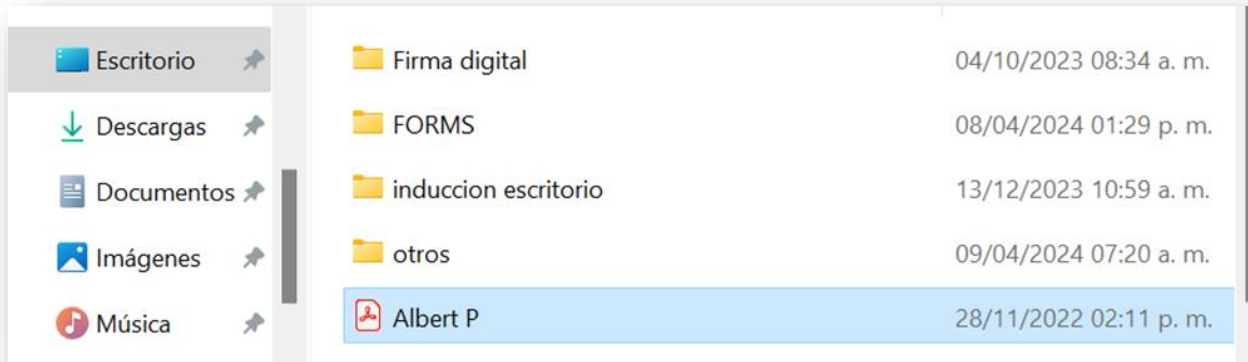 Escritorio
Descargas
Documentos
Imágenes
Música
Firma digital 04/10/2023 08:34 a. m.
FORMS 08/04/2024 01:29 p. m.
induccion escritorio 13/12/2023 10:59 a. m.
otros 09/04/2024 07:20 a. m.
Albert P 28/11/2022 02:11 p. m.